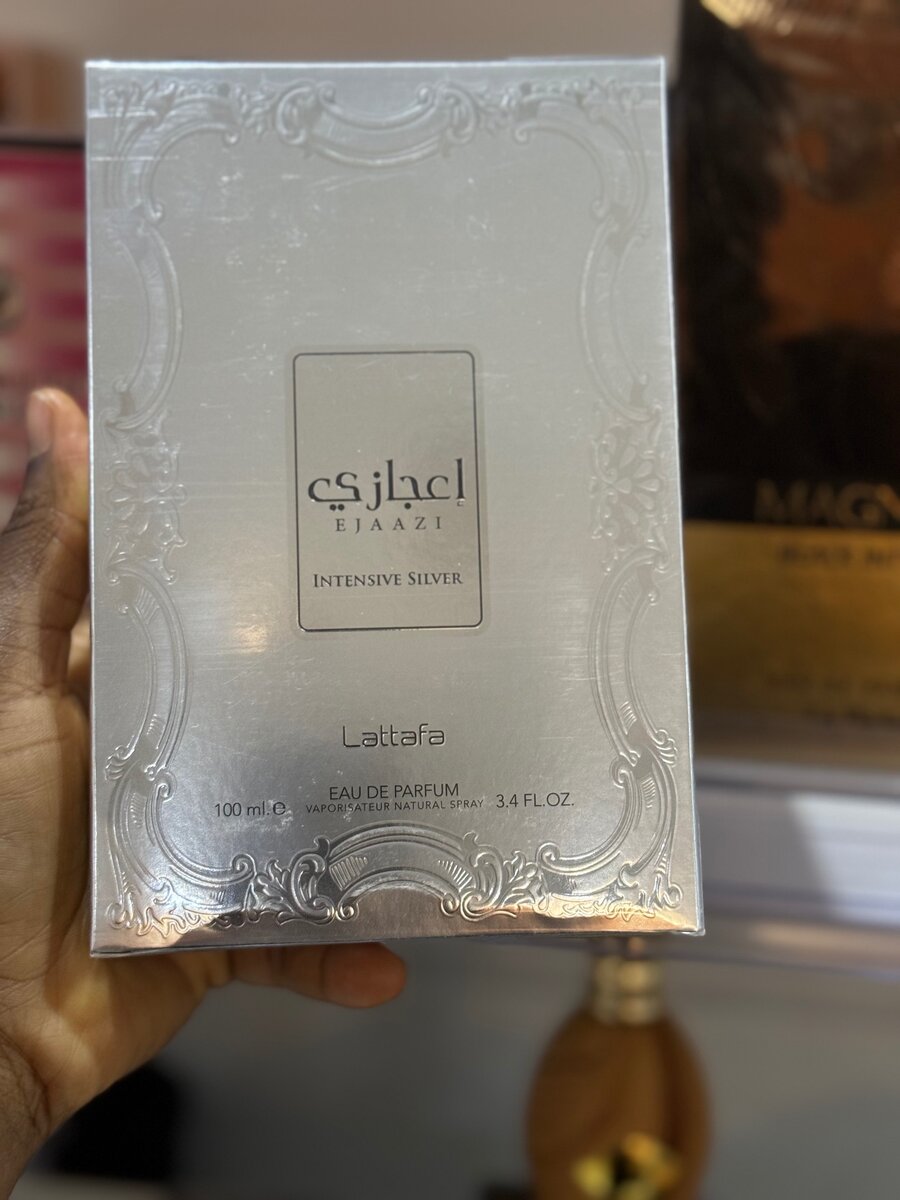 إعجازي
EJAAZI
INTENSIVE SILVER
Lattafa
EAU DE PARFUM
100 ml. e VAPORISATEUR NATURAL SPRAY 3.4 FL.OZ.